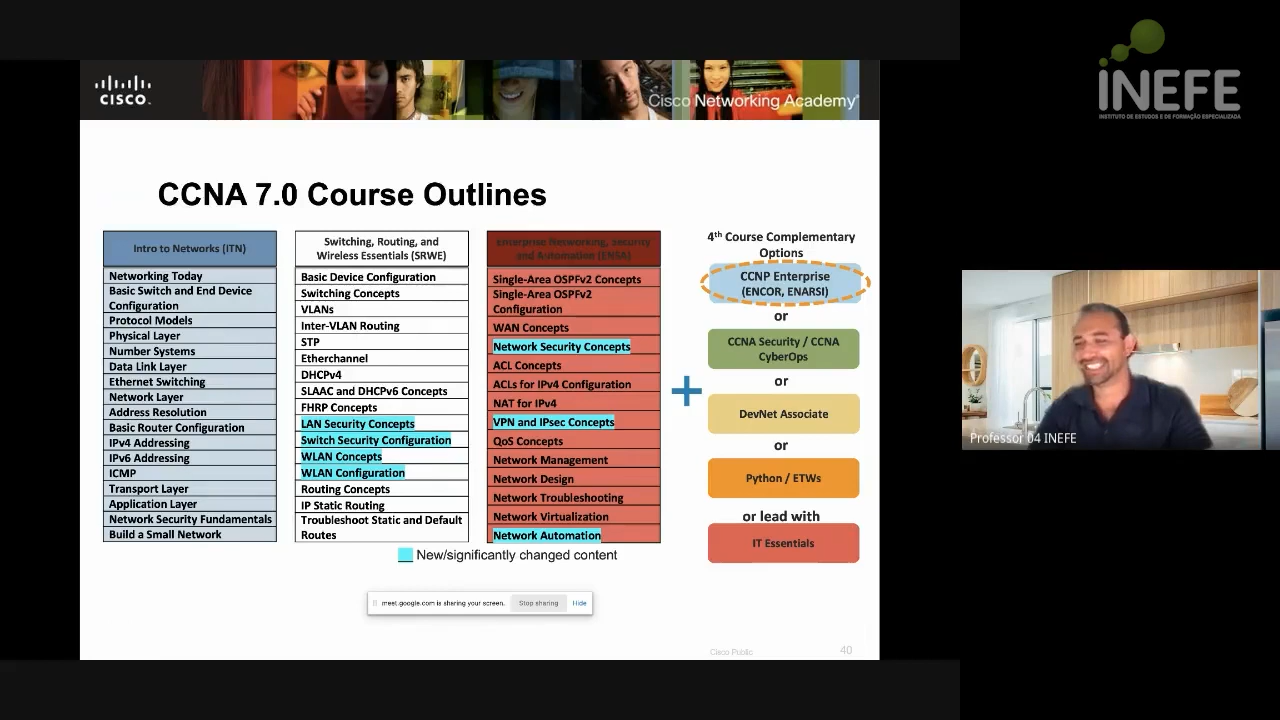 CISCO
Cisco Networking Academy®
INEFE
INSTITUTO DE ESTUDOS E DE FORMAÇÃO ESPECIALIZADA
CCNA 7.0 Course Outlines
Intro to Networks (ITN)
Networking Today
Basic Switch and End Device
Configuration
Protocol Models
Physical Layer
Number Systems
Data Link Layer
Ethernet Switching
Network Layer
Address Resolution
Basic Router Configuration
IPv4 Addressing
IPv6 Addressing
ICMP
Transport Layer
Application Layer
Network Security Fundamentals
Build a Small Network
Switching, Routing, and
Wireless Essentials (SRWE)
Basic Device Configuration
Switching Concepts
VLANs
Inter-VLAN Routing
STP
Etherchannel
DHCPv4
SLAAC and DHCPv6 Concepts
FHRP Concepts
LAN Security Concepts
Switch Security Configuration
WLAN Concepts
WLAN Configuration
Routing Concepts
IP Static Routing
Troubleshoot Static and Default
Routes
Enterprise Networking, Security
and Automation (ENSA)
Single-Area OSPFv2 Concepts
Single-Area OSPFv2
Configuration
WAN Concepts
Network Security Concepts
ACL Concepts
ACLs for IPv4 Configuration
NAT for IPv4
VPN and IPsec Concepts
QoS Concepts
Network Management
Network Design
Network Troubleshooting
Network Virtualization
Network Automation
+
4th Course Complementary
Options
CCNP Enterprise
(ENCOR, ENARSI)
or
CCNA Security / CCNA
CyberOps
or
DevNet Associate
or
Python / ETWs
or lead with
IT Essentials
New/significantly changed content
meet.google.com is sharing your screen.
Stop sharing
Hide
Cisco Public
40
Professor 04 INEFE